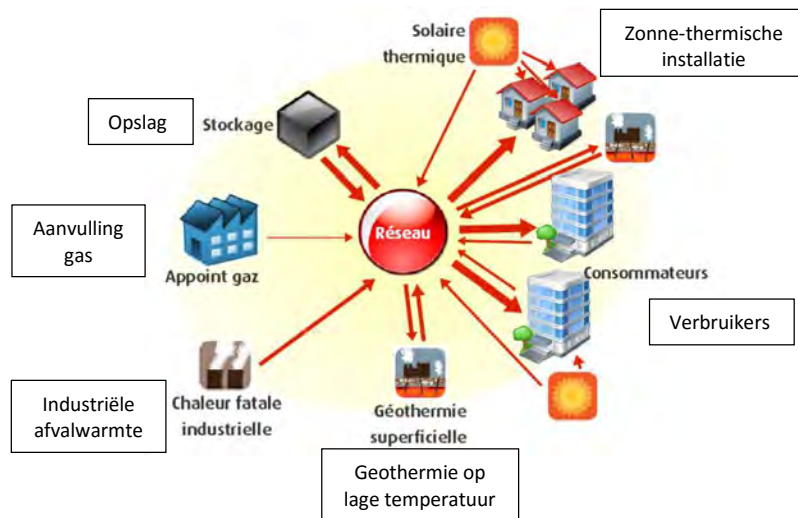 Solaire
thermique
Zonne-thermische
installatie
Opslag
Stockage
Aanvulling
gas
Appoint gaz
Réseau
Consommateurs
Verbruikers
Industriële
afvalwarmte
Chaleur fatale
industrielle
Géothermie
superficielle
Geothermie op
lage temperatuur